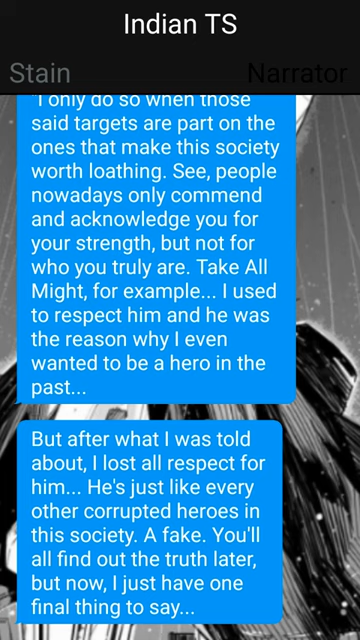 Indian TS
Stain
Narrator
"I only do so when those
said targets are part on the
ones that make this society
worth loathing. See, people
nowadays only commend
and acknowledge you for
your strength, but not for
who you truly are. Take All
Might, for example... I used
to respect him and he was
the reason why I even
wanted to be a hero in the
past...
But after what I was told
about, I lost all respect for
him... He's just like every
other corrupted heroes in
this society. A fake. You'll
all find out the truth later,
but now, I just have one
final thing to say...